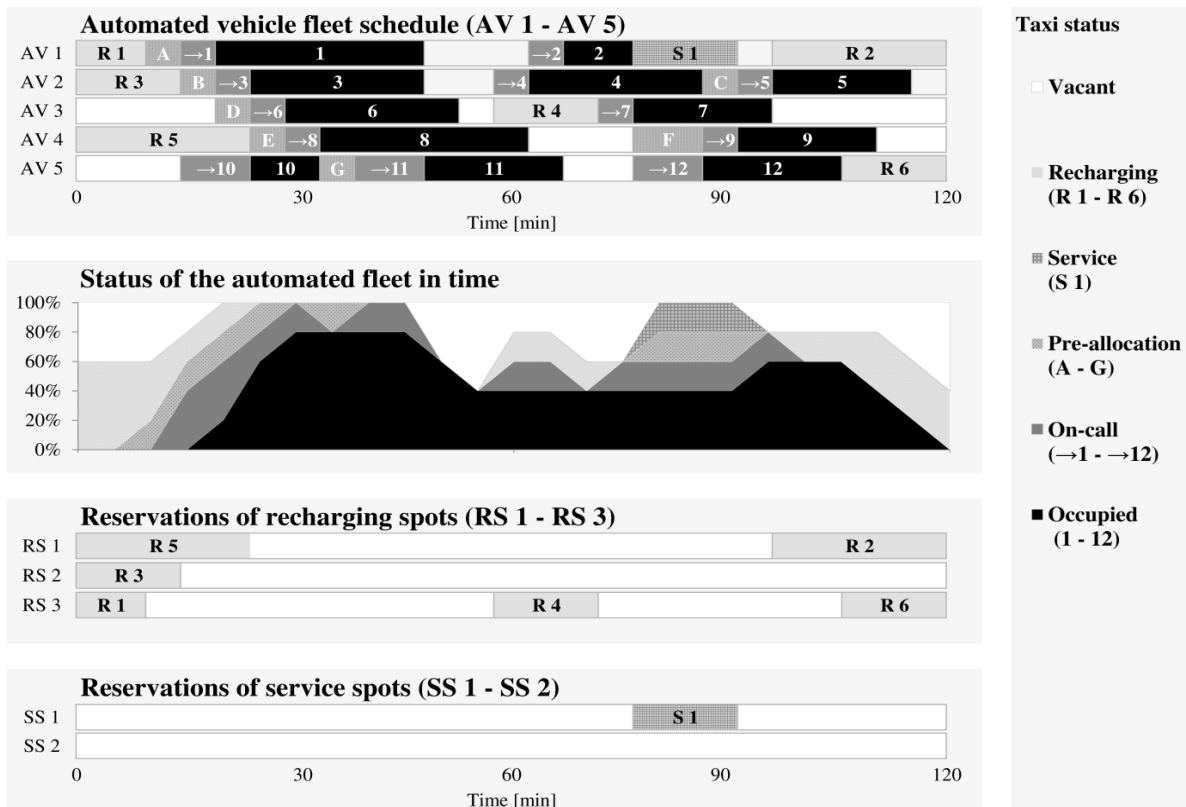 Automated vehicle fleet schedule (AV 1 - AV 5)
AV 1 R 1 A →1 1 →2 2 S 1 R 2
AV 2 R 3 B →3 3 →4 4 C →5 5
AV 3 D →6 6 R 4 →7 7
AV 4 R 5 E →8 8 F →9 9
AV 5 →10 10 G →11 11 →12 12 R 6
0 30 60 90 120
Time [min]
Status of the automated fleet in time
100%
80%
60%
40%
20%
0%
Reservations of recharging spots (RS 1 - RS 3)
RS 1 R 5 R 2
RS 2 R 3
RS 3 R 1 R 4 R 6
Reservations of service spots (SS 1 - SS 2)
SS 1 S 1
SS 2
0 30 60 90 120
Time [min]
Taxi status
Vacant
Recharging
(R 1 - R 6)
Service
(S 1)
Pre-allocation
(A - G)
On-call
(→1 - →12)
Occupied
(1 - 12)